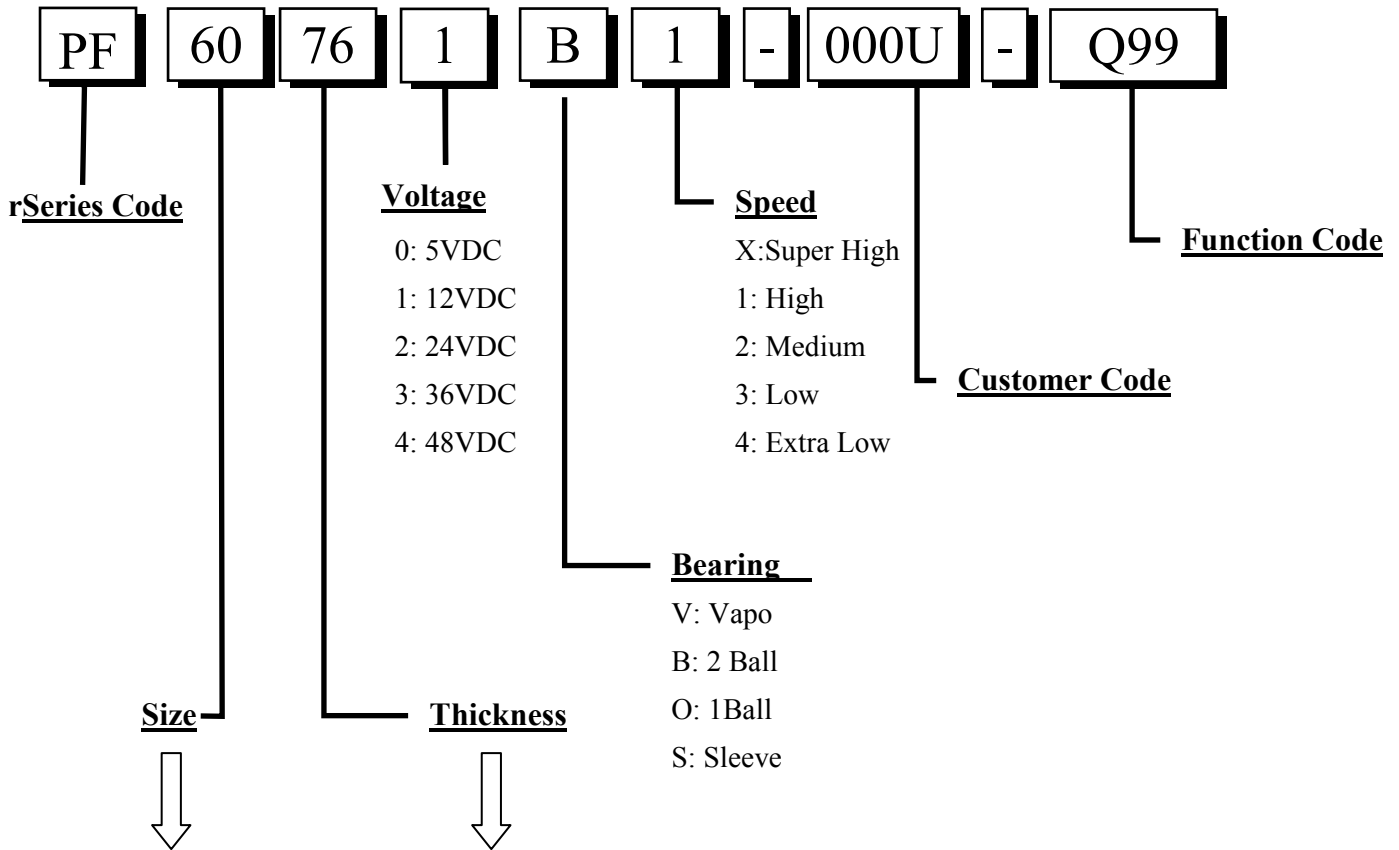 PF 60 76 1 B 1 - 000U - Q99
rSeries Code
Voltage
0: 5VDC
1: 12VDC
2: 24VDC
3: 36VDC
4: 48VDC
Speed
X:Super High
1: High
2: Medium
3: Low
4: Extra Low
Function Code
Customer Code
Bearing
V: Vapo
B: 2 Ball
O: 1Ball
S: Sleeve
Size
Thickness